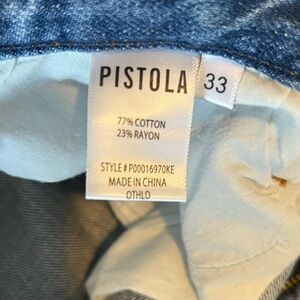 PISTOLA
33
77% COTTON
23% RAYON
STYLE # P00016970KE
MADE IN CHINA
OTHLO